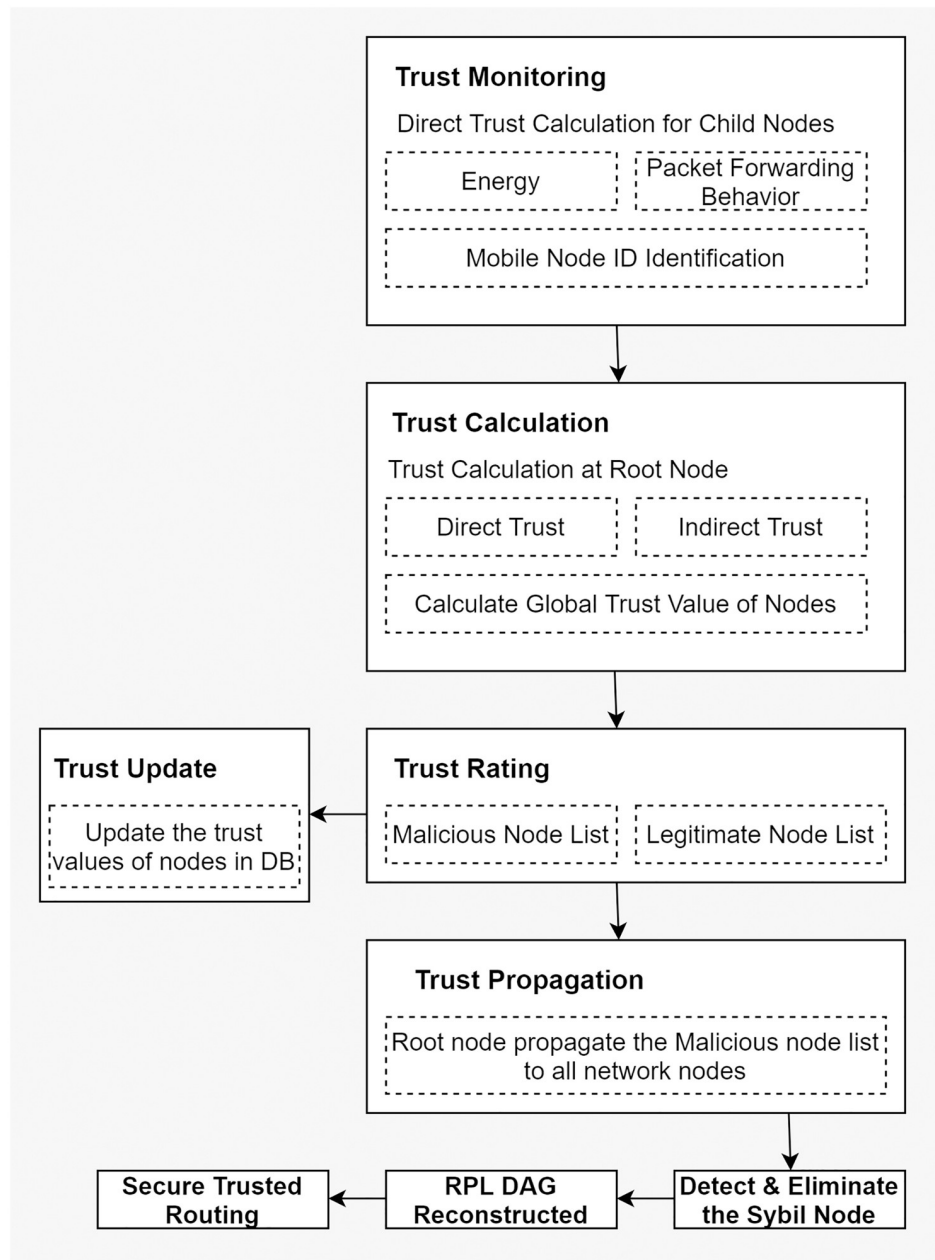 Trust Monitoring
Direct Trust Calculation for Child Nodes
Energy
Packet Forwarding
Behavior
Mobile Node ID Identification
Trust Calculation
Trust Calculation at Root Node
Direct Trust
Indirect Trust
Calculate Global Trust Value of Nodes
Trust Update
Update the trust
values of nodes in DB
Trust Rating
Malicious Node List
Legitimate Node List
Trust Propagation
Root node propagate the Malicious node list
to all network nodes
Secure Trusted
Routing
RPL DAG
Reconstructed
Detect & Eliminate
the Sybil Node